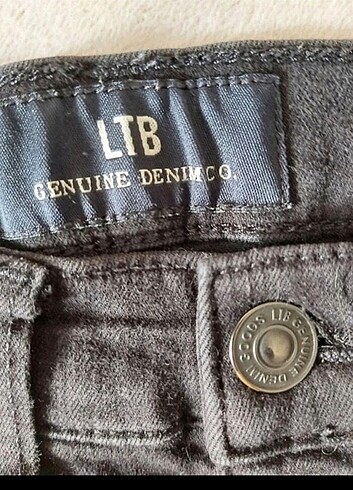 LTB
GENUINE DENIM CO.
GOODS LTB GENUINE DENIM